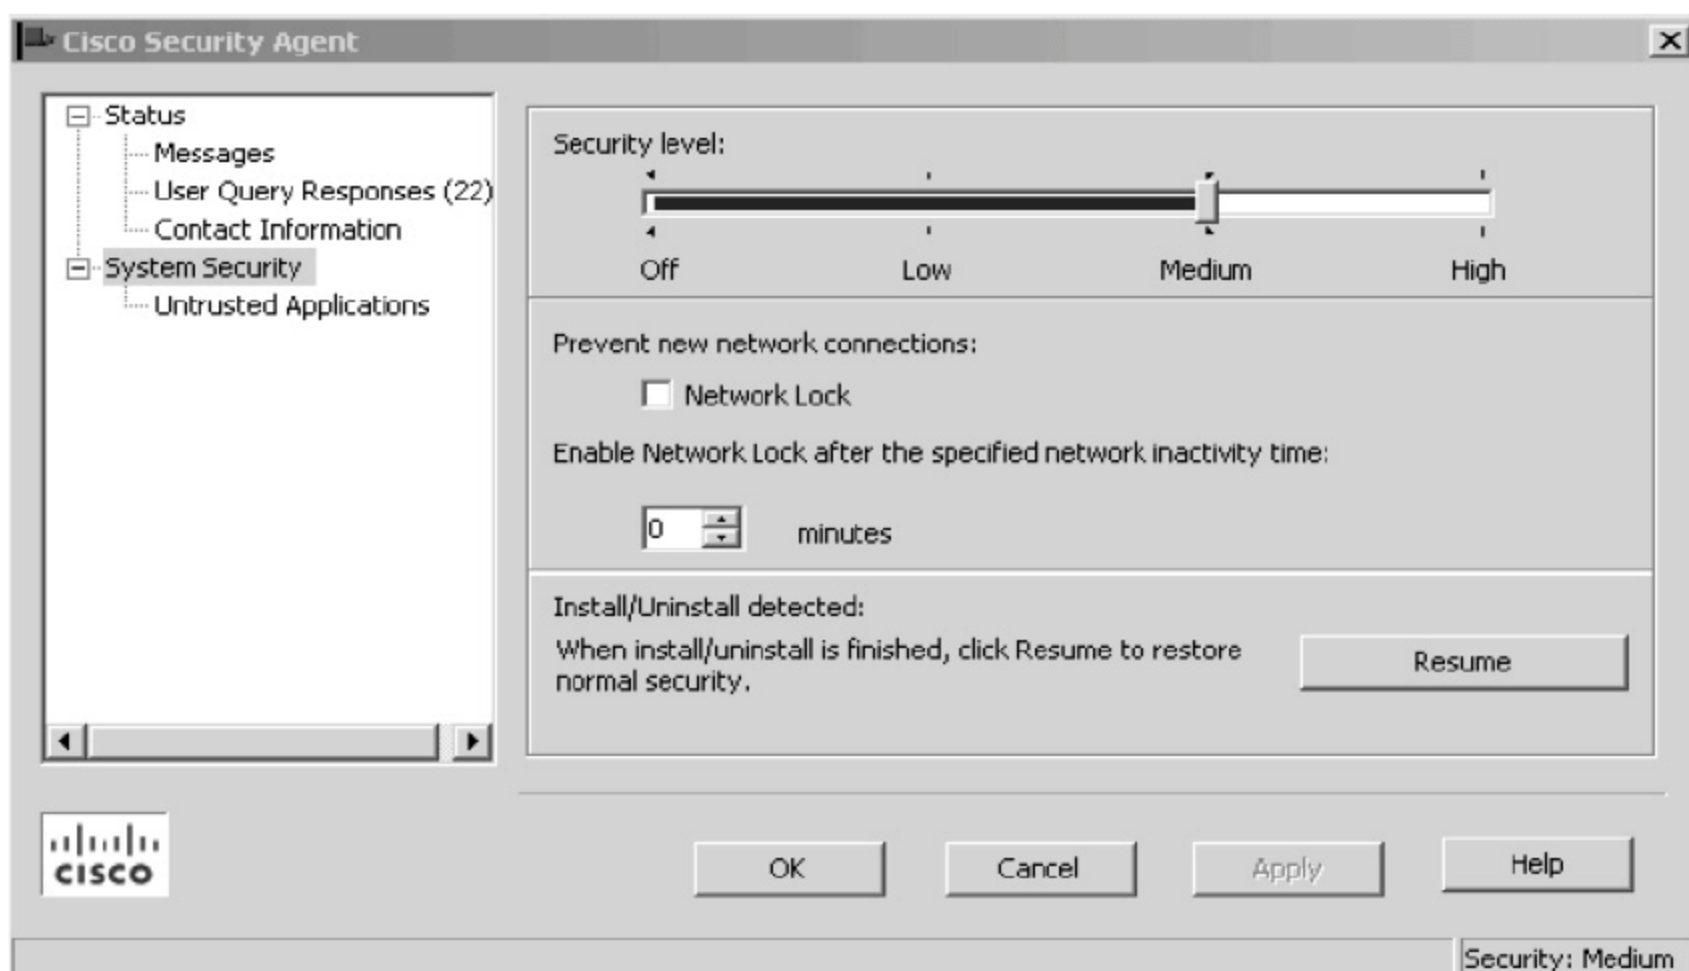 Cisco Security Agent
Status
Messages
User Query Responses (22)
Contact Information
System Security
Untrusted Applications
Security level:
Off Low Medium High
Prevent new network connections:
Network Lock
Enable Network Lock after the specified network inactivity time:
0 minutes
Install/Uninstall detected:
When install/uninstall is finished, click Resume to restore
normal security.
Resume
CISCO
OK Cancel Apply Help
Security: Medium